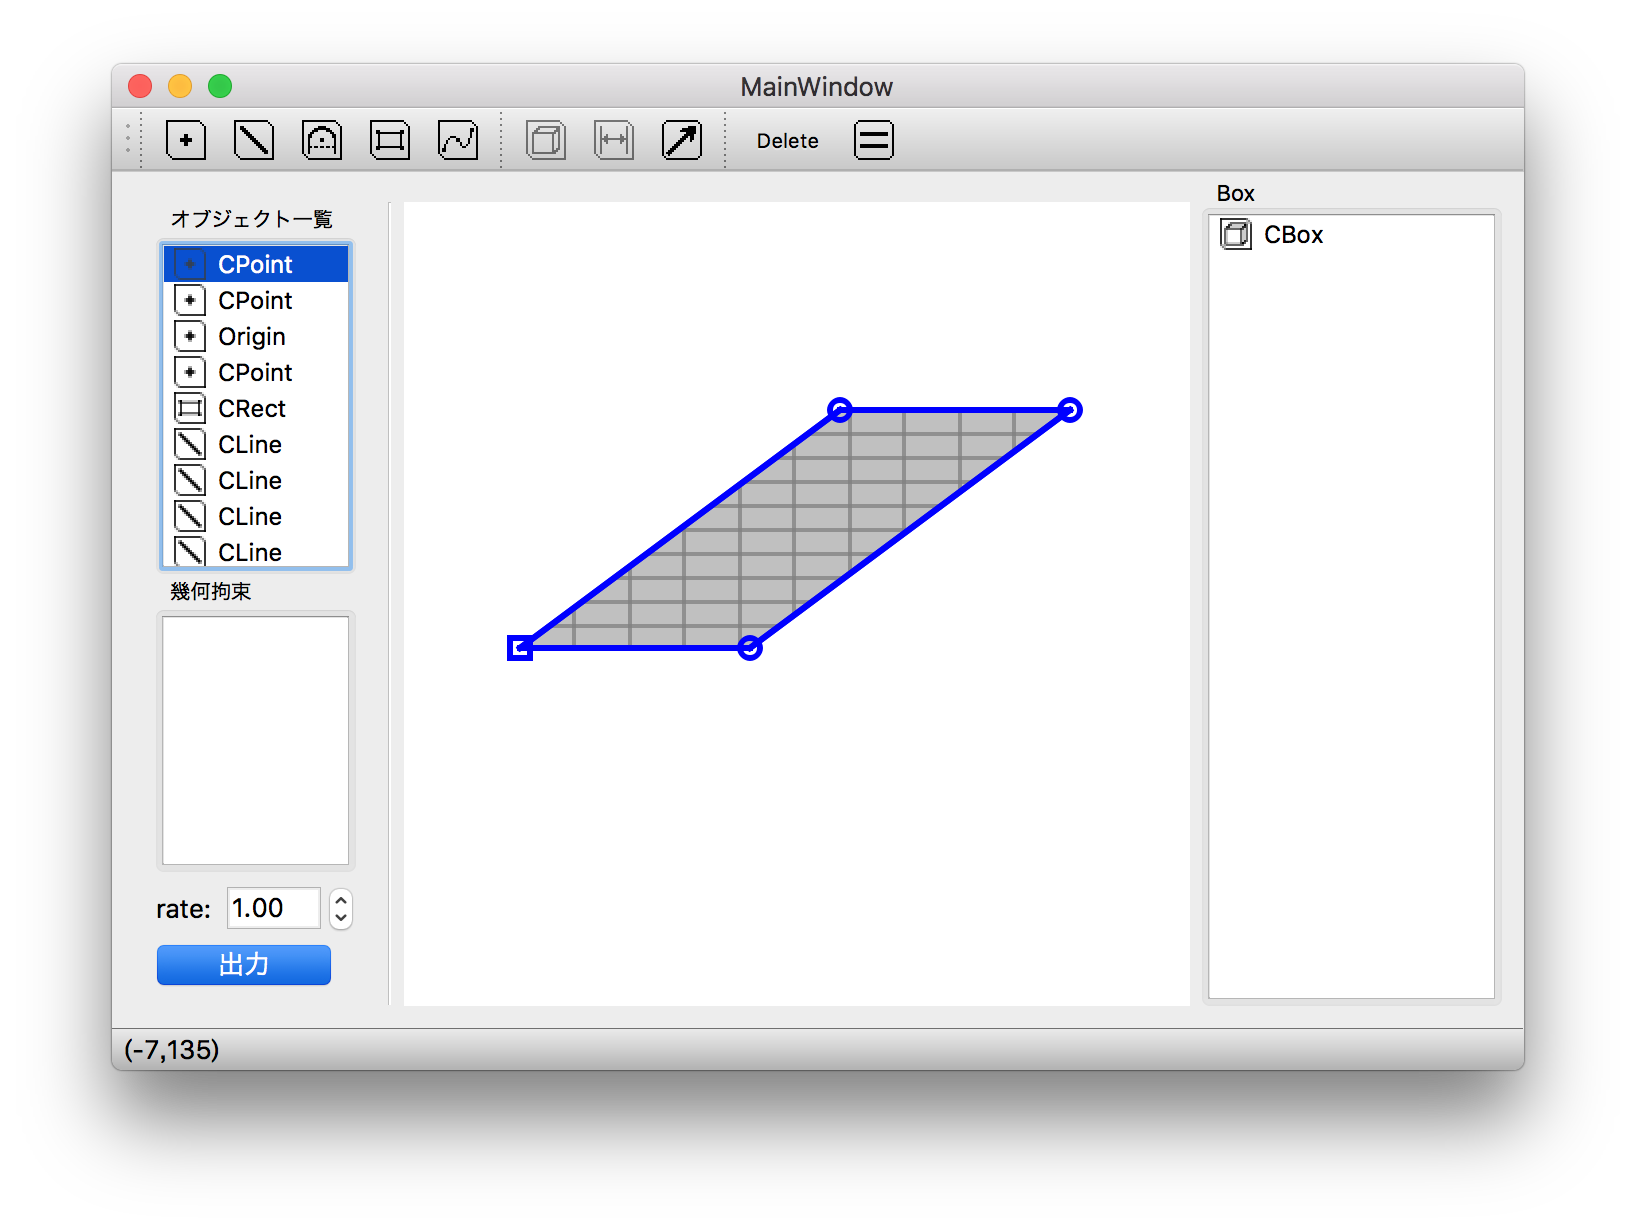 MainWindow
Delete
オブジェクト一覧
CPoint
CPoint
Origin
CPoint
CRect
CLine
CLine
CLine
CLine
幾何拘束
rate: 1.00
出力
Box
CBox
(-7,135)